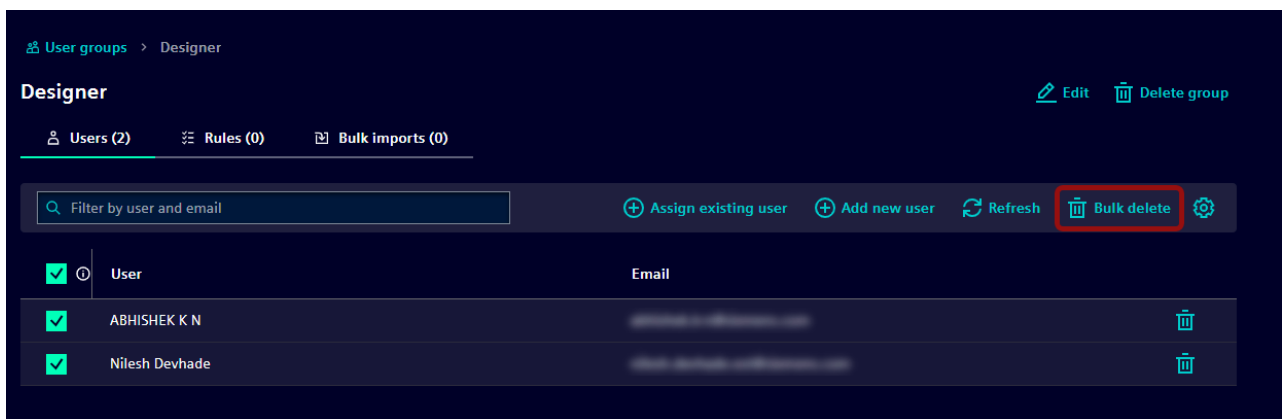 User groups > Designer
Designer
Edit Delete group
Users (2) Rules (0) Bulk imports (0)
Filter by user and email
Assign existing user Add new user Refresh Bulk delete
User Email
ABHISHEK K N
Nilesh Devhade